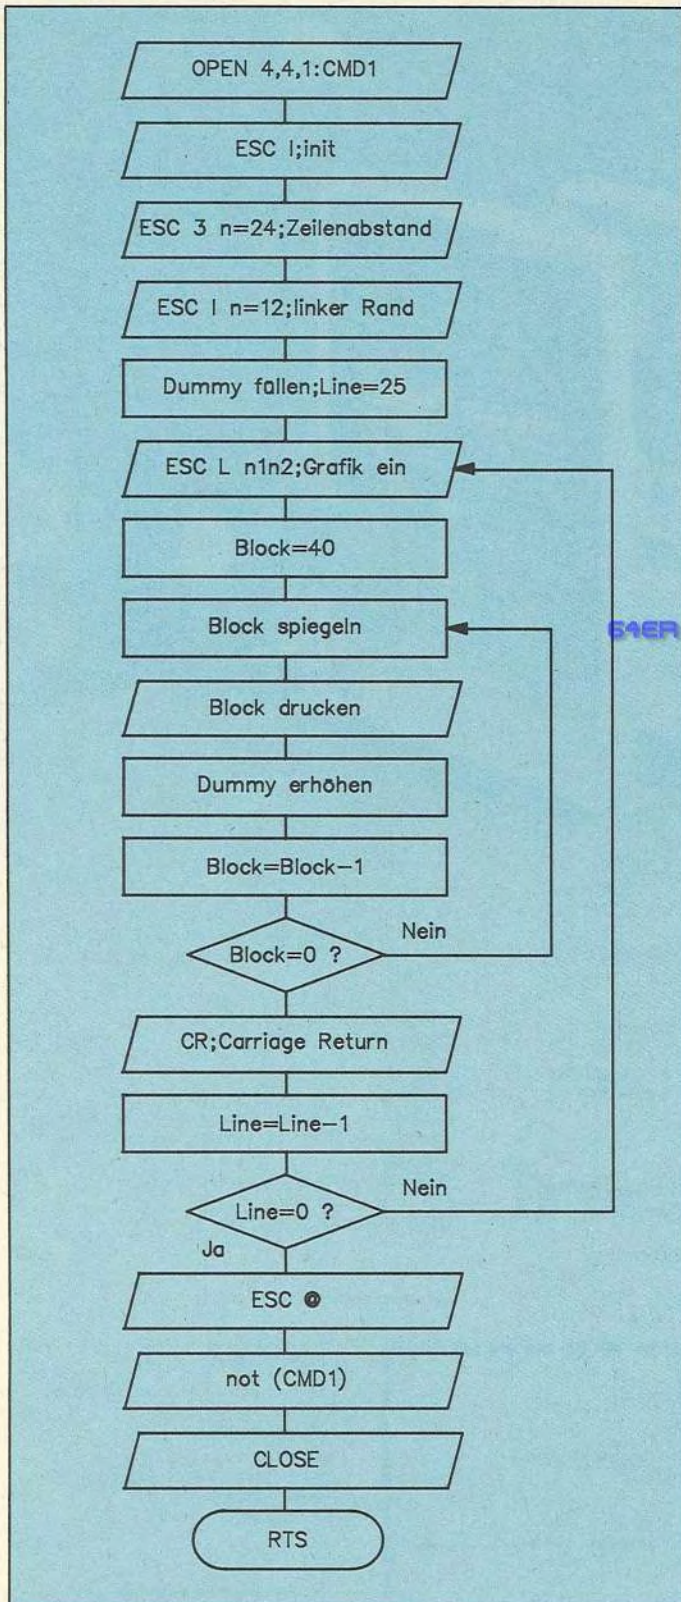 OPEN 4,4,1:CMD1
ESC l;init
ESC 3 n=24;Zeilenabstand
ESC l n=12;linker Rand
Dummy fallen;Line=25
ESC L n1n2;Grafik ein
Block=40
Block spiegeln
64ER
Block drucken
Dummy erhöhen
Block=Block-1
Nein
Block=0 ?
CR;Carriage Return
Line=Line-1
Nein
Line=0 ?
Ja
ESC @
not (CMD1)
CLOSE
RTS